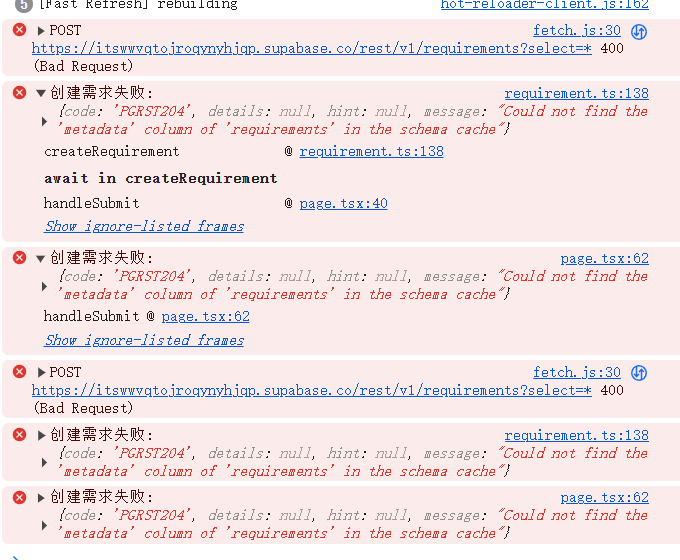 5 [Fast Refresh] rebuilding hot-reloader-client.js:162
POST fetch.js:30
https://itswwvqtojroqynyhjqp.supabase.co/rest/v1/requirements?select=* 400
(Bad Request)
创建需求失败: requirement.ts:138
{code: 'PGRST204', details: null, hint: null, message: "Could not find the
'metadata' column of 'requirements' in the schema cache"}
createRequirement @ requirement.ts:138
await in createRequirement
handleSubmit @ page.tsx:40
Show ignore-listed frames
创建需求失败: page.tsx:62
{code: 'PGRST204', details: null, hint: null, message: "Could not find the
'metadata' column of 'requirements' in the schema cache"}
handleSubmit @ page.tsx:62
Show ignore-listed frames
POST fetch.js:30
https://itswwvqtojroqynyhjqp.supabase.co/rest/v1/requirements?select=* 400
(Bad Request)
创建需求失败: requirement.ts:138
{code: 'PGRST204', details: null, hint: null, message: "Could not find the
'metadata' column of 'requirements' in the schema cache"}
创建需求失败: page.tsx:62
{code: 'PGRST204', details: null, hint: null, message: "Could not find the
'metadata' column of 'requirements' in the schema cache"}